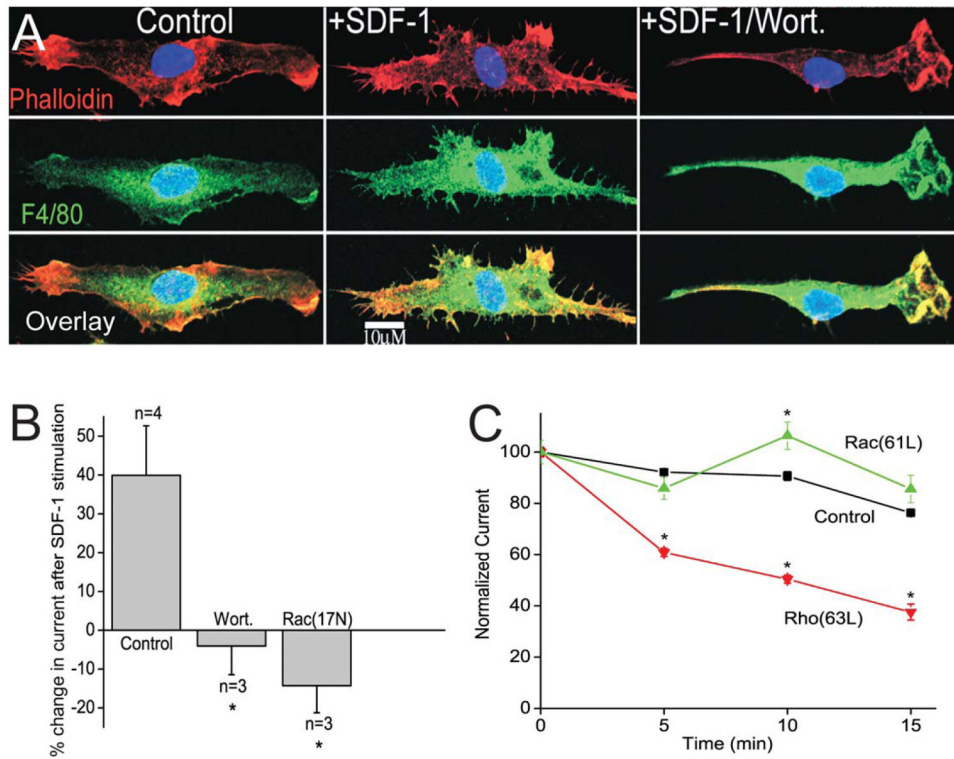 A
Control
+SDF-1
+SDF-1/Wort.
Phalloidin
F4/80
Overlay
10µM
B
% change in current after SDF-1 stimulation
50
40
30
20
10
0
-10
-20
n=4
Control
Wort.
n=3
*
Rac(17N)
n=3
*
C
Normalized Current
100
80
60
40
20
0
*
Rac(61L)
Control
*
*
*
Rho(63L)
0 5 10 15
Time (min)